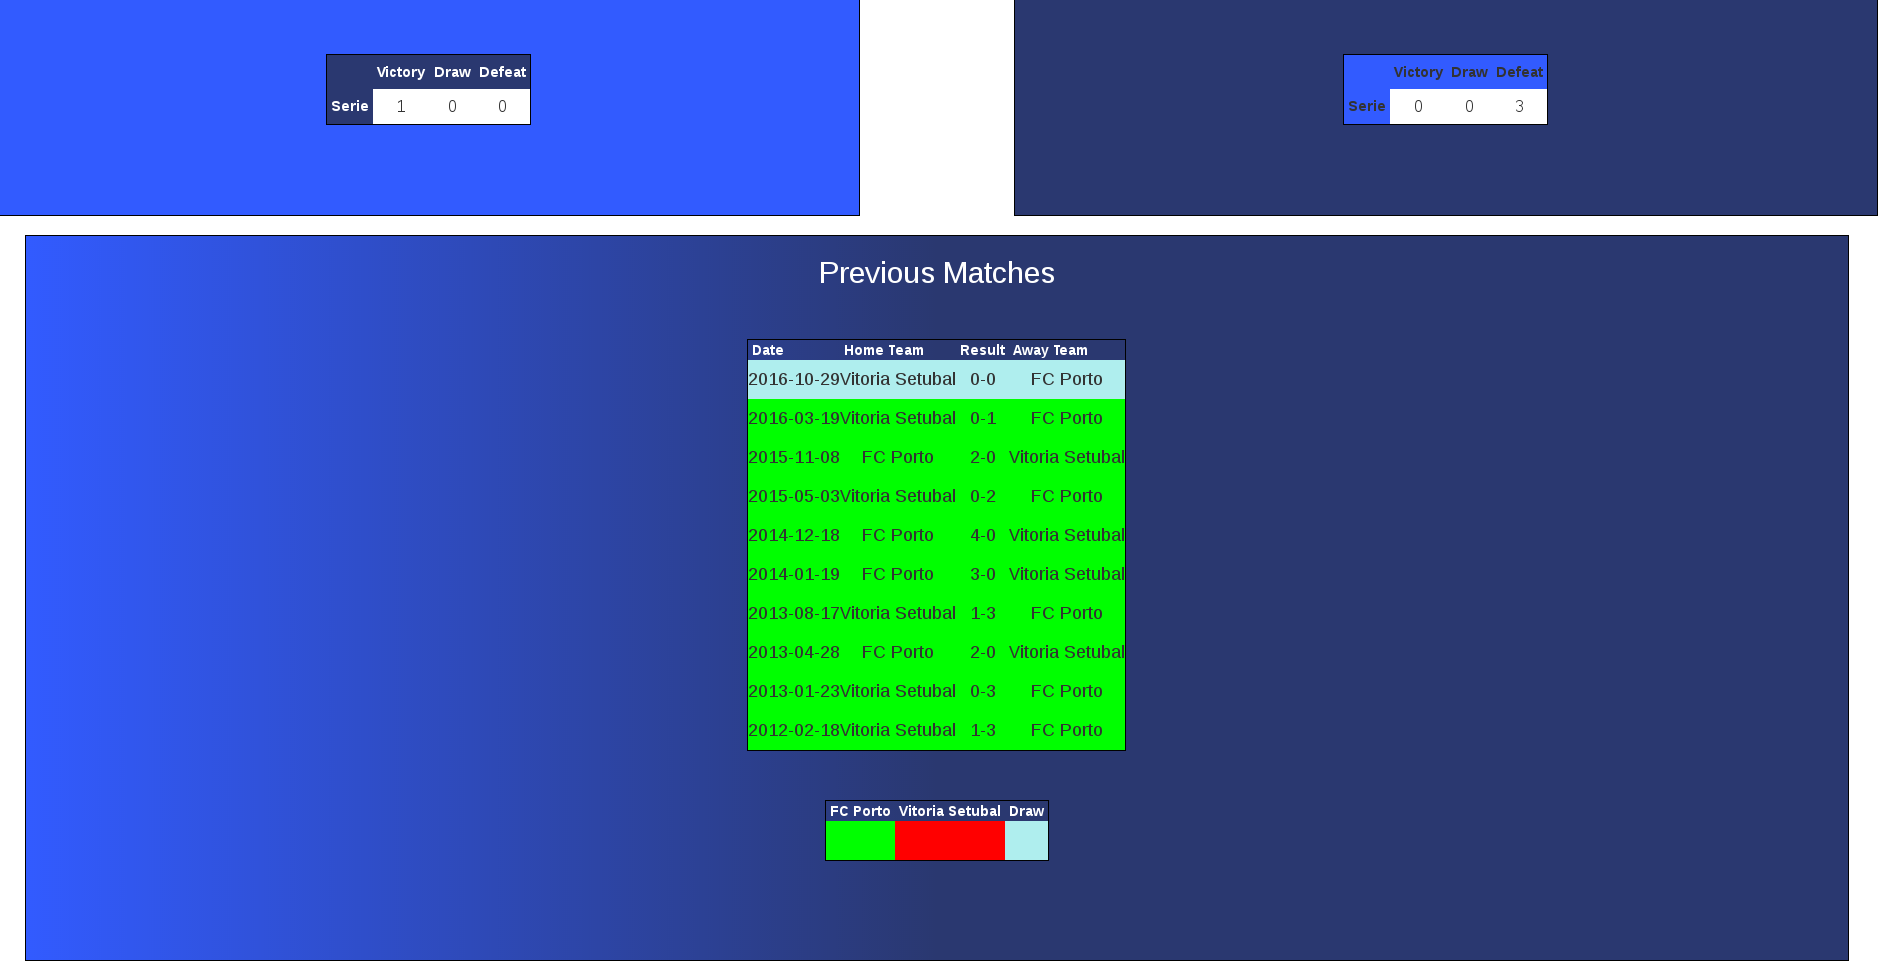 Victory Draw Defeat
Serie 1 0 0
Victory Draw Defeat
Serie 0 0 3
Previous Matches
Date Home Team Result Away Team
2016-10-29 Vitoria Setubal 0-0 FC Porto
2016-03-19 Vitoria Setubal 0-1 FC Porto
2015-11-08 FC Porto 2-0 Vitoria Setubal
2015-05-03 Vitoria Setubal 0-2 FC Porto
2014-12-18 FC Porto 4-0 Vitoria Setubal
2014-01-19 FC Porto 3-0 Vitoria Setubal
2013-08-17 Vitoria Setubal 1-3 FC Porto
2013-04-28 FC Porto 2-0 Vitoria Setubal
2013-01-23 Vitoria Setubal 0-3 FC Porto
2012-02-18 Vitoria Setubal 1-3 FC Porto
FC Porto Vitoria Setubal Draw